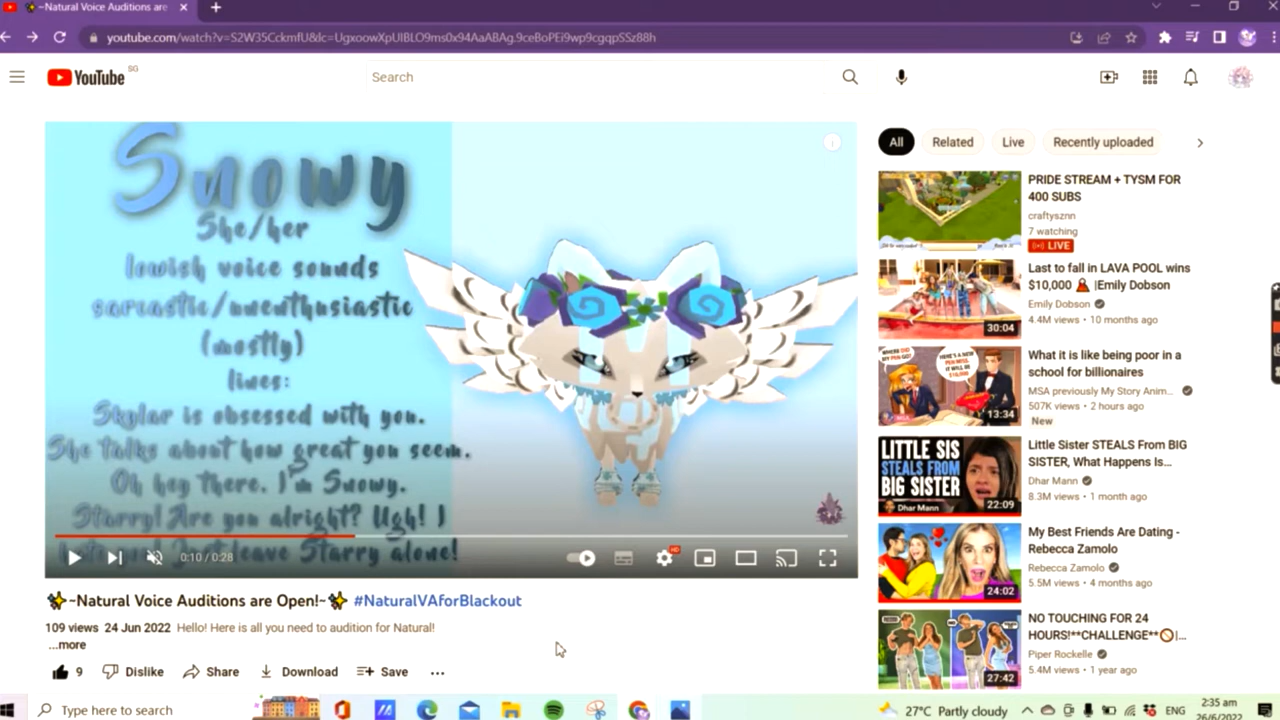 ~Natural Voice Auditions are
youtube.com/watch?v=S2W35CckmfU&lc=UgxoowXpUIBLO9ms0x94AaABAg.9ceBoPEi9wp9cgqpSSz88h
YouTube SG
Search
Snowy
She/her
lowish voice sounds
sarcastic/unenthusiastic
(mostly)
lines:
Skylar is obsessed with you.
She talks about how great you seem.
Oh hey there. I'm Snowy.
alright? Ugh! I
leave Starry alone!
0:10 / 0:28
HD
✨~Natural Voice Auditions are Open!~✨ #NaturalVAforBlackout
109 views 24 Jun 2022 Hello! Here is all you need to audition for Natural!
...more
9 Dislike Share Download Save
All Related Live Recently uploaded
PRIDE STREAM + TYSM FOR
400 SUBS
craftysznn
7 watching
LIVE
Last to fall in LAVA POOL wins
$10,000 🌋 |Emily Dobson
Emily Dobson
4.4M views • 10 months ago
30:04
What it is like being poor in a
school for billionaires
MSA previously My Story Anim...
507K views • 2 hours ago
New
13:34
LITTLE SIS
STEALS FROM
BIG SISTER
Dhar Mann
22:09
Little Sister STEALS From BIG
SISTER, What Happens Is...
Dhar Mann
8.3M views • 1 month ago
My Best Friends Are Dating -
Rebecca Zamolo
Rebecca Zamolo
5.5M views • 4 months ago
24:02
NO TOUCHING FOR 24
HOURS!**CHALLENGE**🚫|...
Piper Rockelle
5.4M views • 1 year ago
27:42
Type here to search
27°C Partly cloudy
ENG
2:35 am
26/6/2022